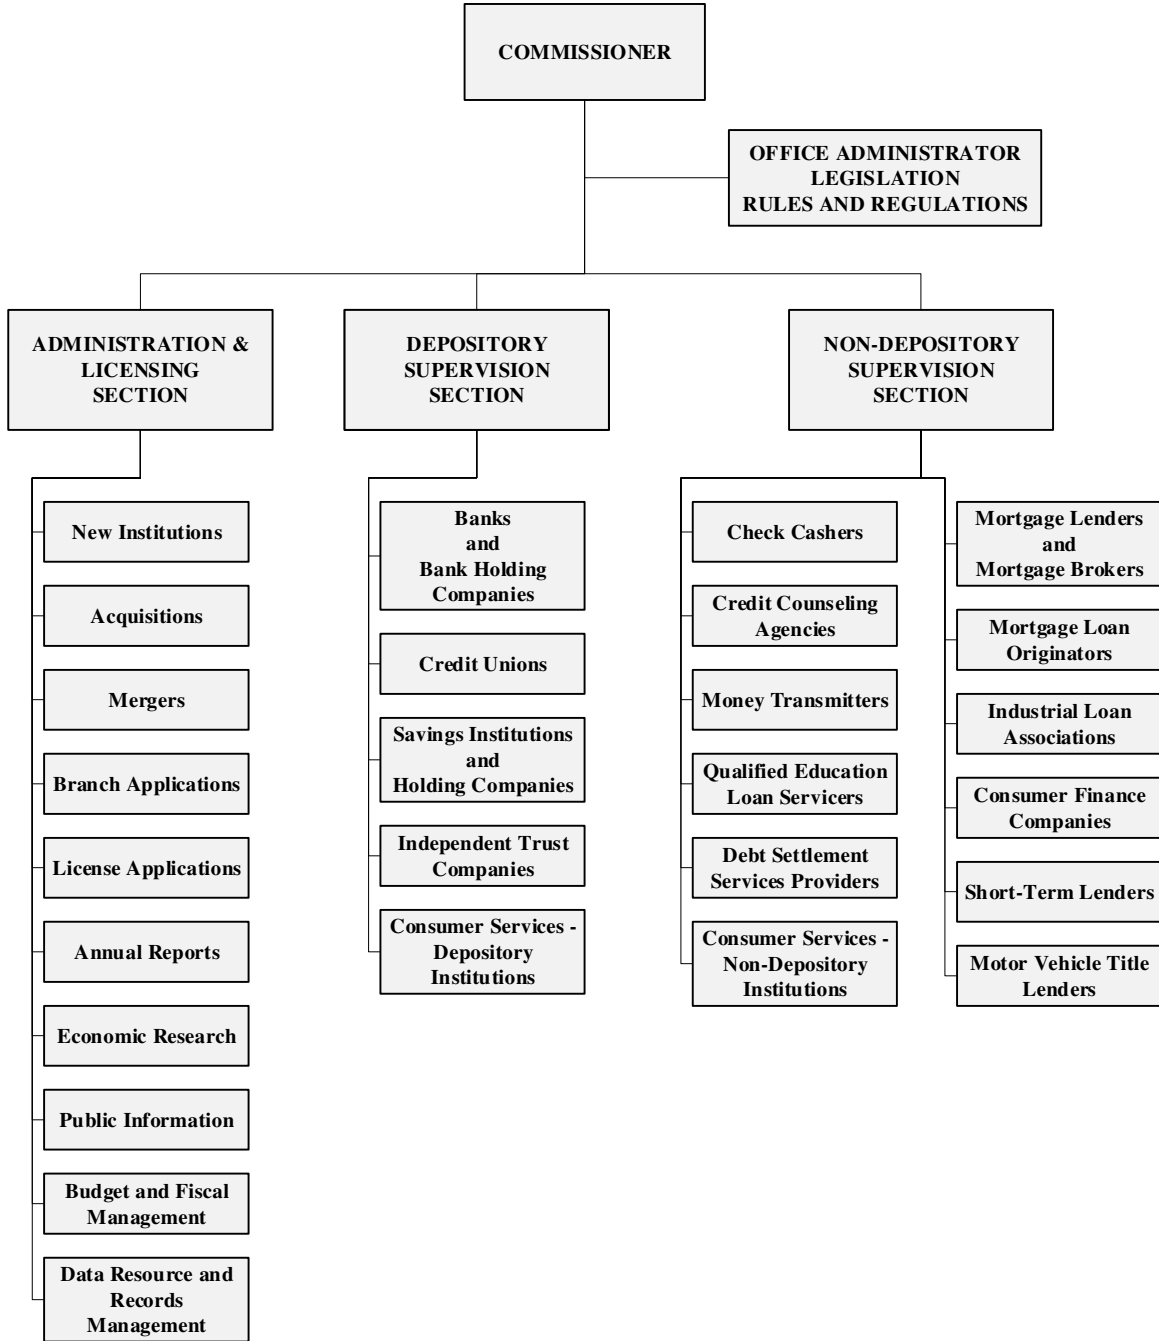 COMMISSIONER
OFFICE ADMINISTRATOR
LEGISLATION
RULES AND REGULATIONS
ADMINISTRATION &
LICENSING
SECTION
DEPOSITORY
SUPERVISION
SECTION
NON-DEPOSITORY
SUPERVISION
SECTION
New Institutions
Acquisitions
Mergers
Branch Applications
License Applications
Annual Reports
Economic Research
Public Information
Budget and Fiscal
Management
Data Resource and
Records
Management
Banks
and
Bank Holding
Companies
Credit Unions
Savings Institutions
and
Holding Companies
Independent Trust
Companies
Consumer Services -
Depository
Institutions
Check Cashers
Credit Counseling
Agencies
Money Transmitters
Qualified Education
Loan Servicers
Debt Settlement
Services Providers
Consumer Services -
Non-Depository
Institutions
Mortgage Lenders
and
Mortgage Brokers
Mortgage Loan
Originators
Industrial Loan
Associations
Consumer Finance
Companies
Short-Term Lenders
Motor Vehicle Title
Lenders